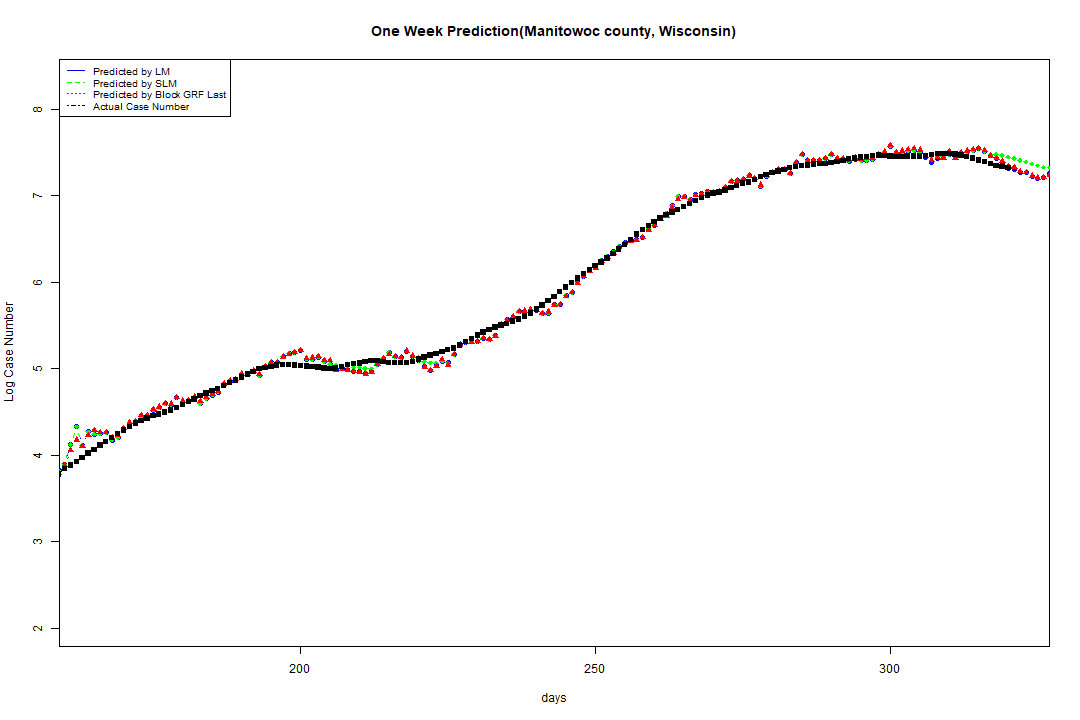 One Week Prediction(Manitowoc county, Wisconsin)
Predicted by LM
Predicted by SLM
Predicted by Block GRF Last
Actual Case Number
8
7
6
5
4
3
2
Log Case Number
200 250 300
days